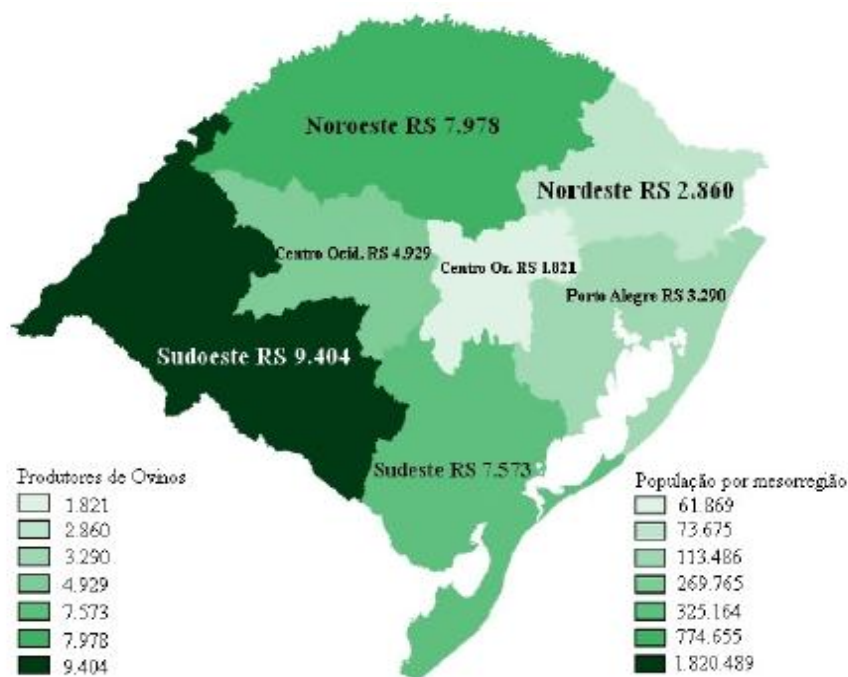 Noroeste RS 7.978
Nordeste RS 2.860
Centro Ocid. RS 4.929
Centro Or. RS 1.821
Porto Alegre RS 3.290
Sudoeste RS 9.404
Sudeste RS 7.573
Produtores de Ovinos
1.821
2.860
3.290
4.929
7.573
7.978
9.404
População por mesorregião
61.869
73.675
113.486
269.765
325.164
774.655
1.820.489